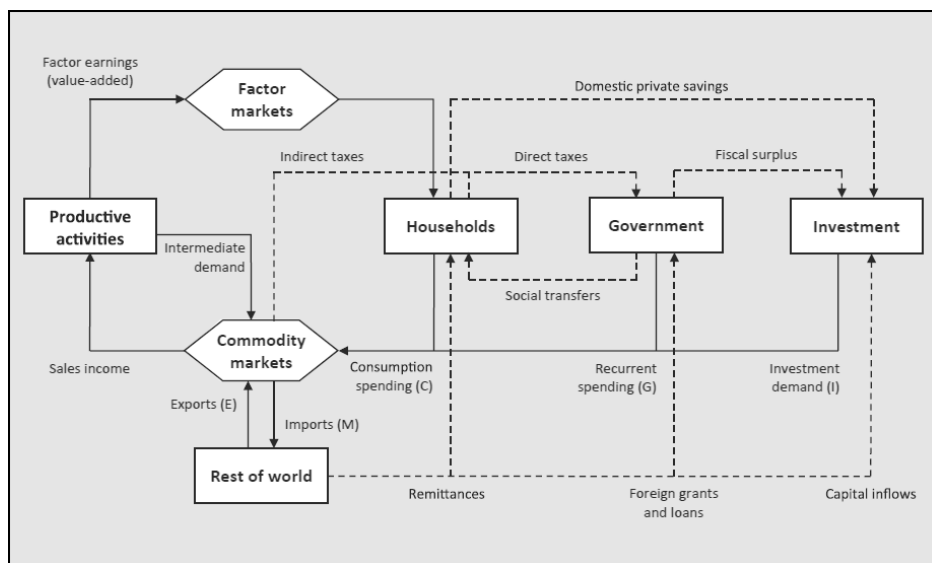 Factor earnings
(value-added)
Factor
markets
Domestic private savings
Indirect taxes
Direct taxes
Fiscal surplus
Productive
activities
Households
Government
Investment
Intermediate
demand
Social transfers
Commodity
markets
Sales income
Consumption
spending (C)
Recurrent
spending (G)
Investment
demand (I)
Exports (E)
Imports (M)
Rest of world
Remittances
Foreign grants
and loans
Capital inflows